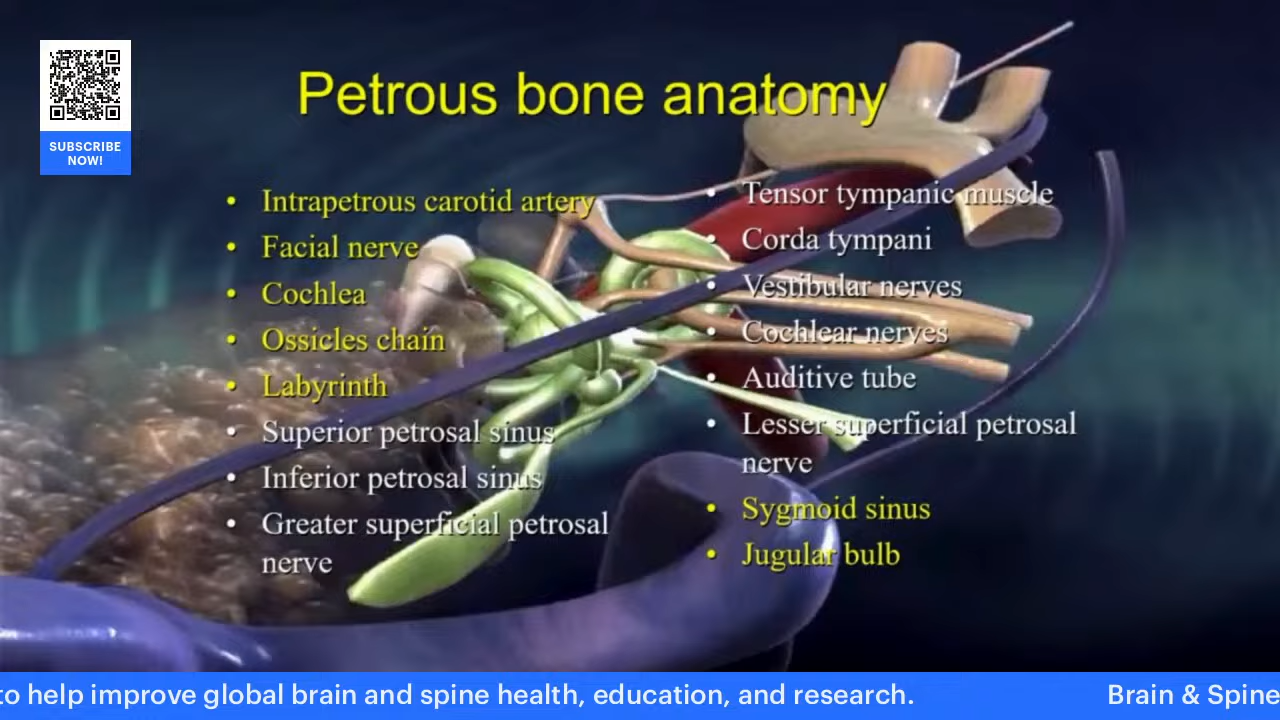 SUBSCRIBE
NOW!
Petrous bone anatomy
• Intrapetrous carotid artery
• Facial nerve
• Cochlea
• Ossicles chain
• Labyrinth
• Superior petrosal sinus
• Inferior petrosal sinus
• Greater superficial petrosal
nerve
• Tensor tympanic muscle
• Corda tympani
• Vestibular nerves
• Cochlear nerves
• Auditive tube
• Lesser superficial petrosal
nerve
• Sygmoid sinus
• Jugular bulb
to help improve global brain and spine health, education, and research.
Brain & Spine